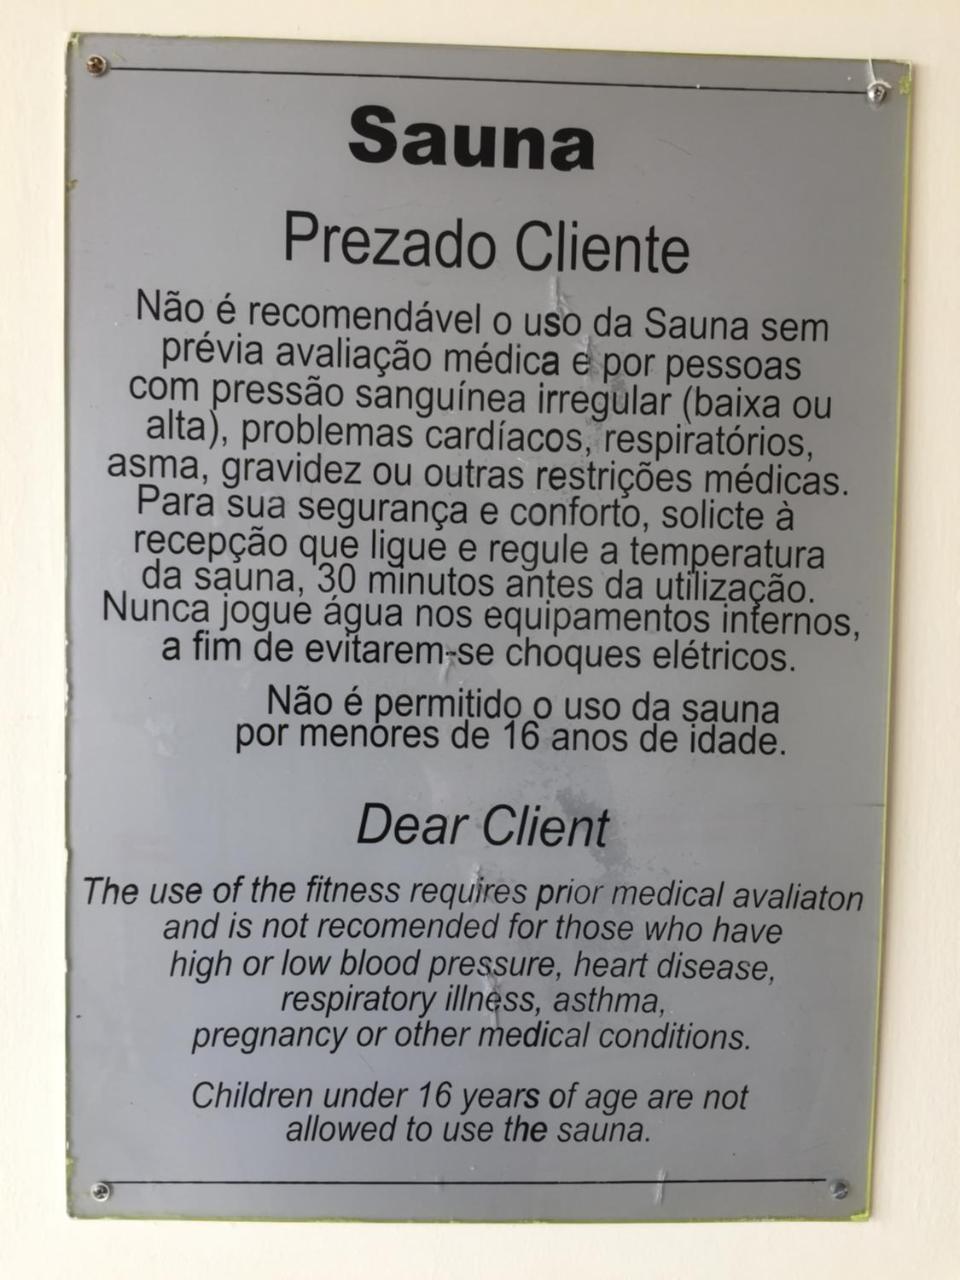 Sauna
Prezado Cliente
Não é recomendável o uso da Sauna sem
prévia avaliação médica e por pessoas
com pressão sanguínea irregular (baixa ou
alta), problemas cardíacos, respiratórios,
asma, gravidez ou outras restrições médicas.
Para sua segurança e conforto, solicte à
recepção que ligue e regule a temperatura
da sauna, 30 minutos antes da utilização.
Nunca jogue água nos equipamentos internos,
a fim de evitarem-se choques elétricos.
Não é permitido o uso da sauna
por menores de 16 anos de idade.
Dear Client
The use of the fitness requires prior medical avaliaton
and is not recomended for those who have
high or low blood pressure, heart disease,
respiratory illness, asthma,
pregnancy or other medical conditions.
Children under 16 years of age are not
allowed to use the sauna.